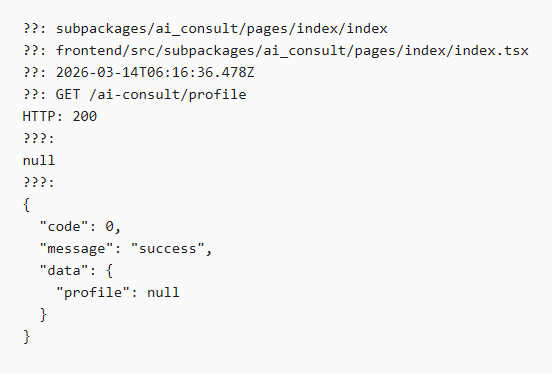 ??: subpackages/ai_consult/pages/index/index
??: frontend/src/subpackages/ai_consult/pages/index/index.tsx
??: 2026-03-14T06:16:36.478Z
??: GET /ai-consult/profile
HTTP: 200
???:
null
???:
{
  "code": 0,
  "message": "success",
  "data": {
    "profile": null
  }
}